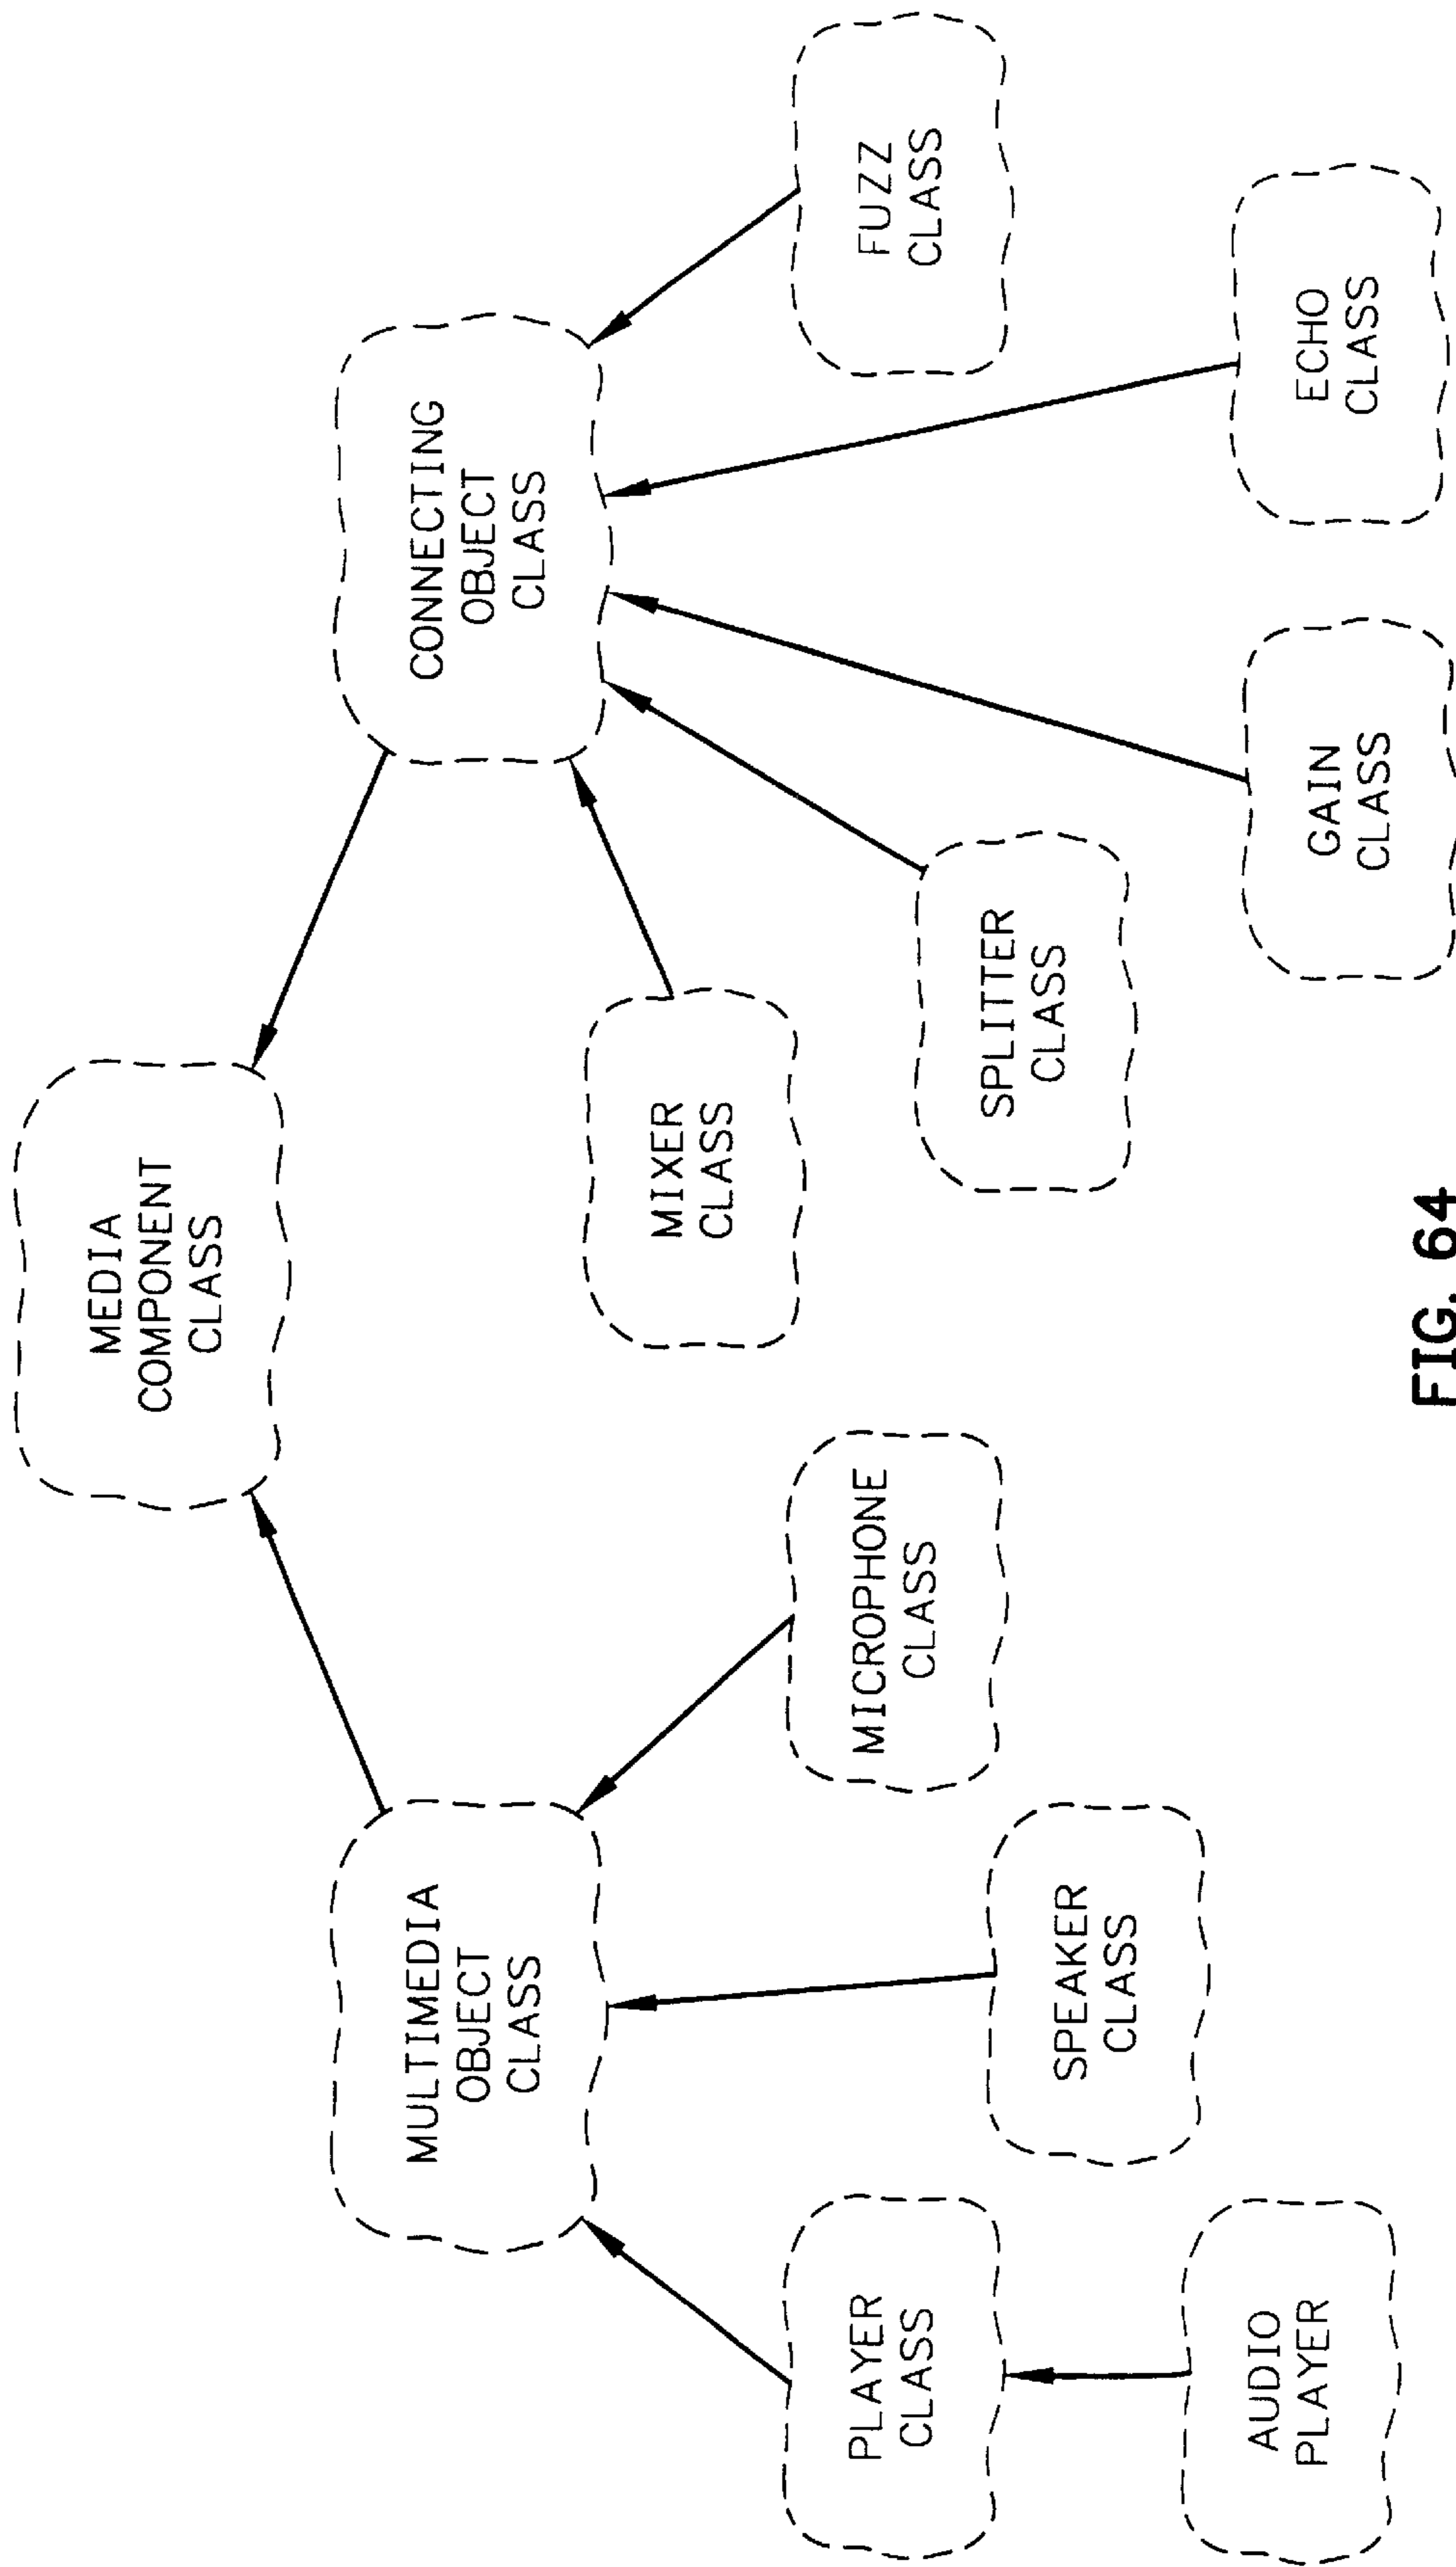 MEDIA
COMPONENT
CLASS
MULTIMEDIA
OBJECT
CLASS
CONNECTING
OBJECT
CLASS
PLAYER
CLASS
SPEAKER
CLASS
MICROPHONE
CLASS
MIXER
CLASS
SPLITTER
CLASS
GAIN
CLASS
ECHO
CLASS
FUZZ
CLASS
AUDIO
PLAYER
FIG. 64